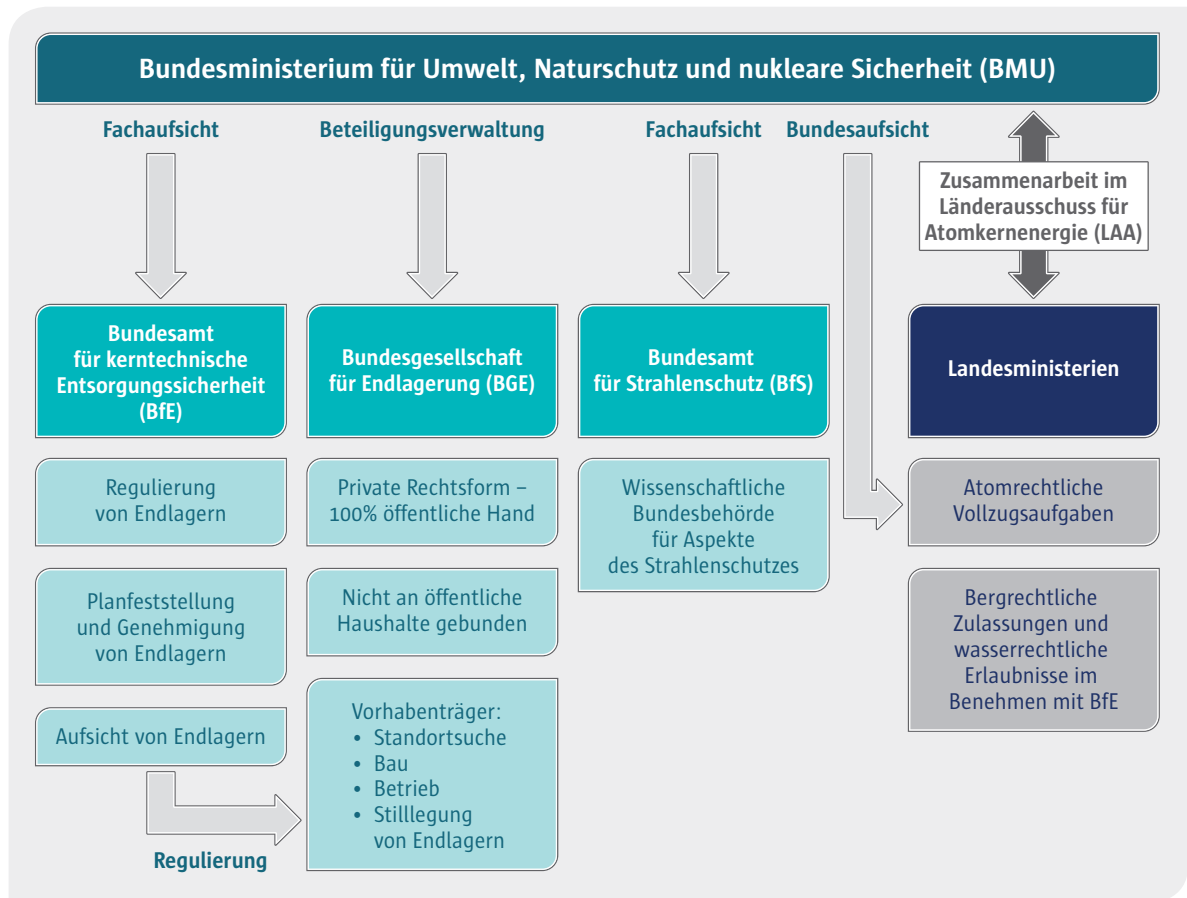 Bundesministerium für Umwelt, Naturschutz und nukleare Sicherheit (BMU)
Fachaufsicht
Beteiligungsverwaltung
Fachaufsicht
Bundesaufsicht
Zusammenarbeit im
Länderausschuss für
Atomkernenergie (LAA)
Bundesamt
für kerntechnische
Entsorgungssicherheit
(BfE)
Regulierung
von Endlagern
Planfeststellung
und Genehmigung
von Endlagern
Aufsicht von Endlagern
Regulierung
Bundesgesellschaft
für Endlagerung (BGE)
Private Rechtsform –
100% öffentliche Hand
Nicht an öffentliche
Haushalte gebunden
Vorhabenträger:
• Standortsuche
• Bau
• Betrieb
• Stilllegung
von Endlagern
Bundesamt
für Strahlenschutz (BfS)
Wissenschaftliche
Bundesbehörde
für Aspekte
des Strahlenschutzes
Landesministerien
Atomrechtliche
Vollzugsaufgaben
Bergrechtliche
Zulassungen und
wasserrechtliche
Erlaubnisse im
Benehmen mit BfE